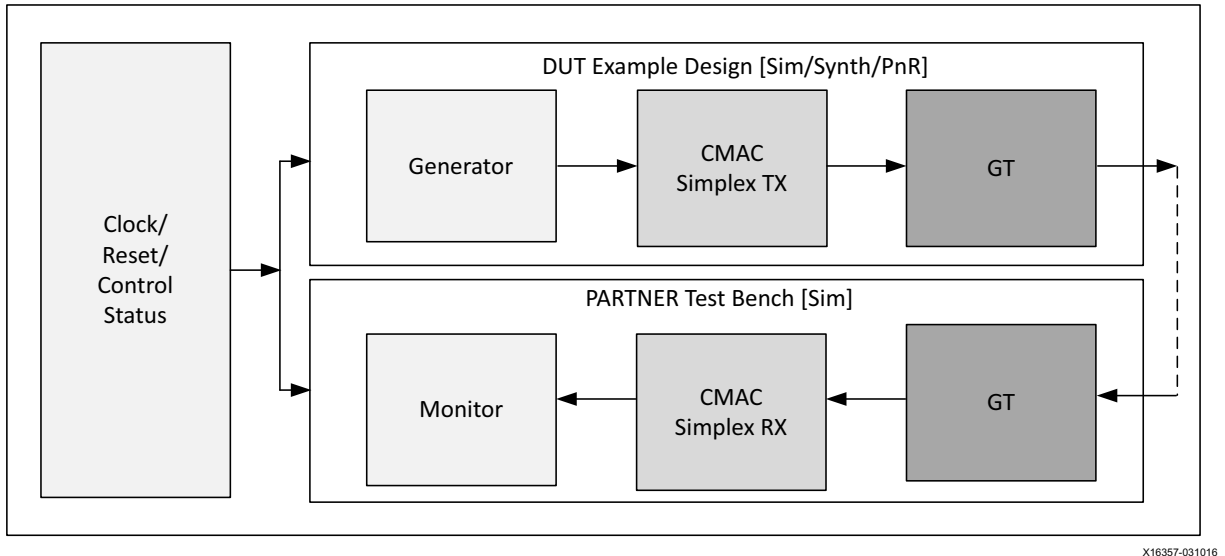 DUT Example Design [Sim/Synth/PnR]
Generator
CMAC
Simplex TX
GT
Clock/
Reset/
Control
Status
PARTNER Test Bench [Sim]
Monitor
CMAC
Simplex RX
GT
X16357-031016